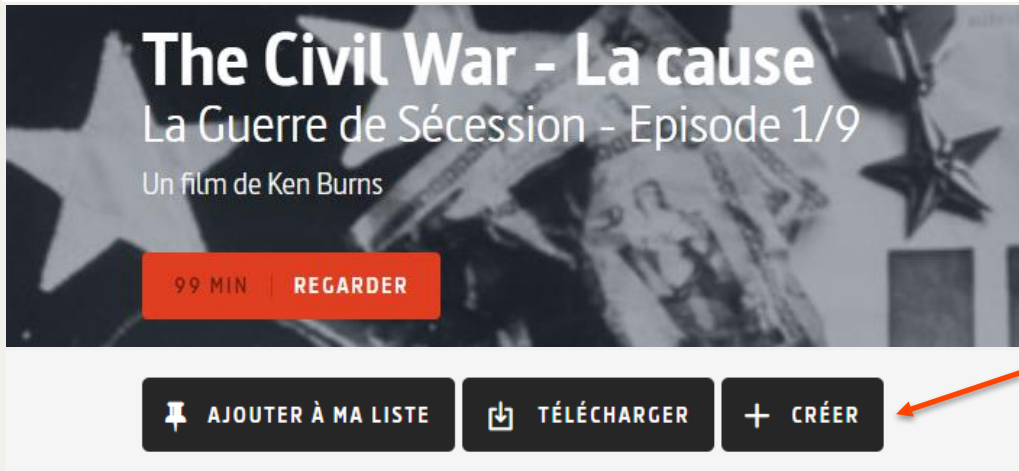 The Civil War - La cause
La Guerre de Sécession - Episode 1/9
Un film de Ken Burns
99 MIN | REGARDER
AJOUTER À MA LISTE
TÉLÉCHARGER
+ CRÉER